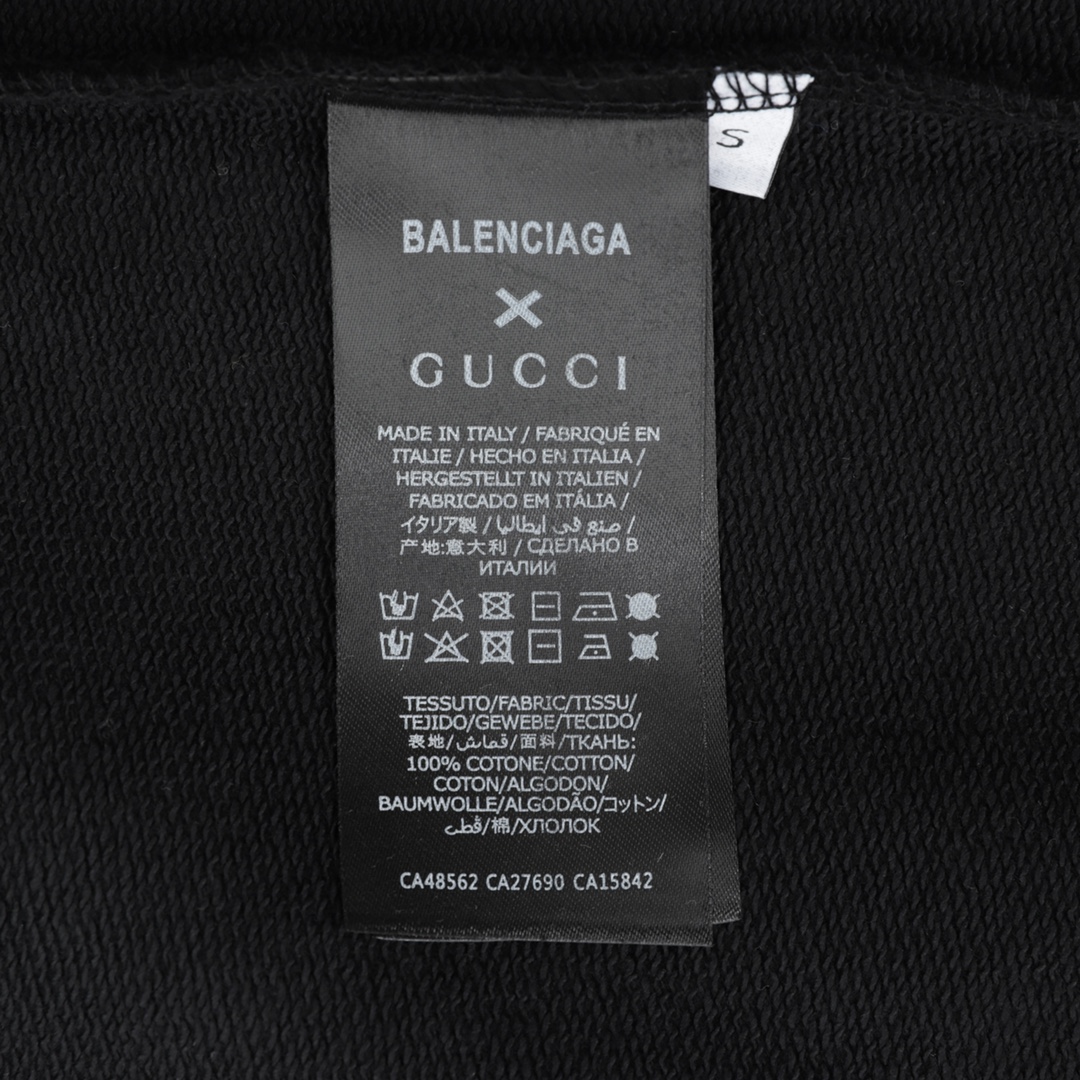 S
BALENCIAGA
×
GUCCI
MADE IN ITALY / FABRIQUÉ EN
ITALIE / HECHO EN ITALIA /
HERGESTELLT IN ITALIEN /
FABRICADO EM ITÁLIA /
イタリア製 / صنع في ايطاليا /
产地:意大利 / СДЕЛАНО В
ИТАЛИИ
TESSUTO/FABRIC/TISSU/
TEJIDO/GEWEBE/TECIDO/
表地/قماش/面料/ТКАНЬ:
100% COTONE/COTTON/
COTON/ALGODON/
BAUMWOLLE/ALGODÃO/コットン/
قطن/棉/ХЛОПОК
CA48562 CA27690 CA15842